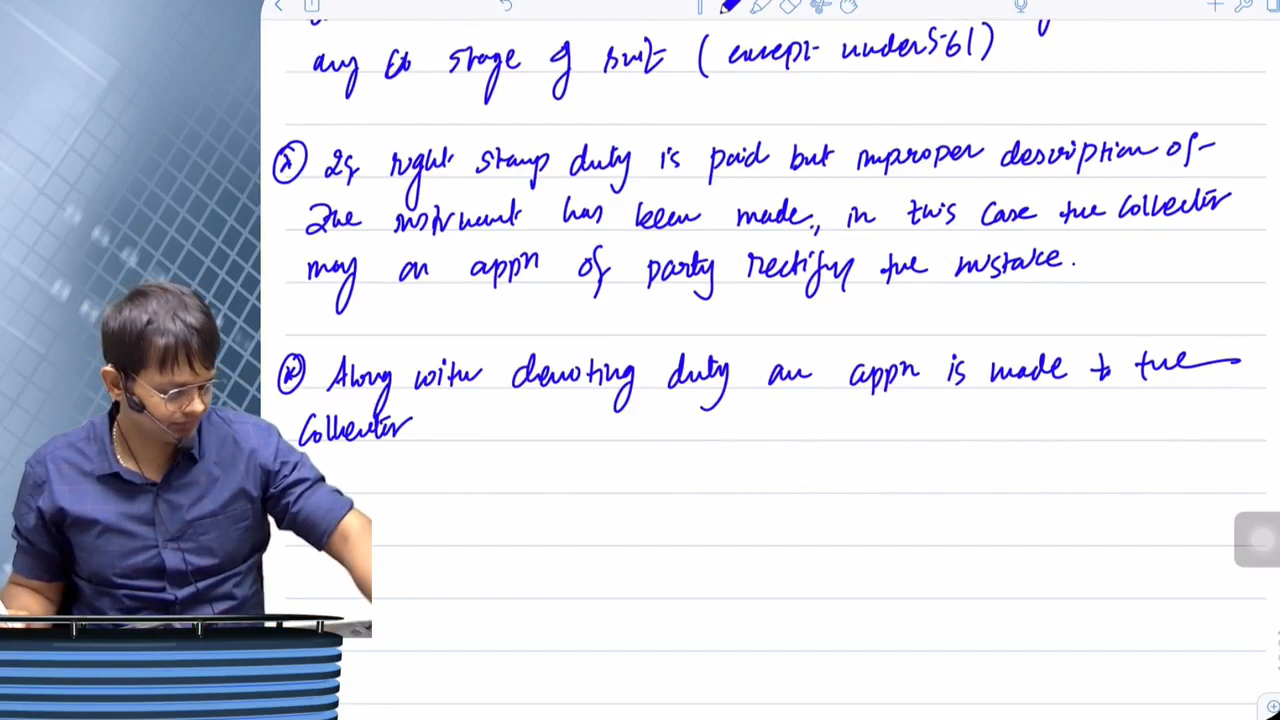 any stage of suit (except under S-61)
If right stamp duty is paid but improper description of
the instrument has been made, in this case the collector
may on appn of party rectify the mistake.
Along with denoting duty an appn is made to the
Collector